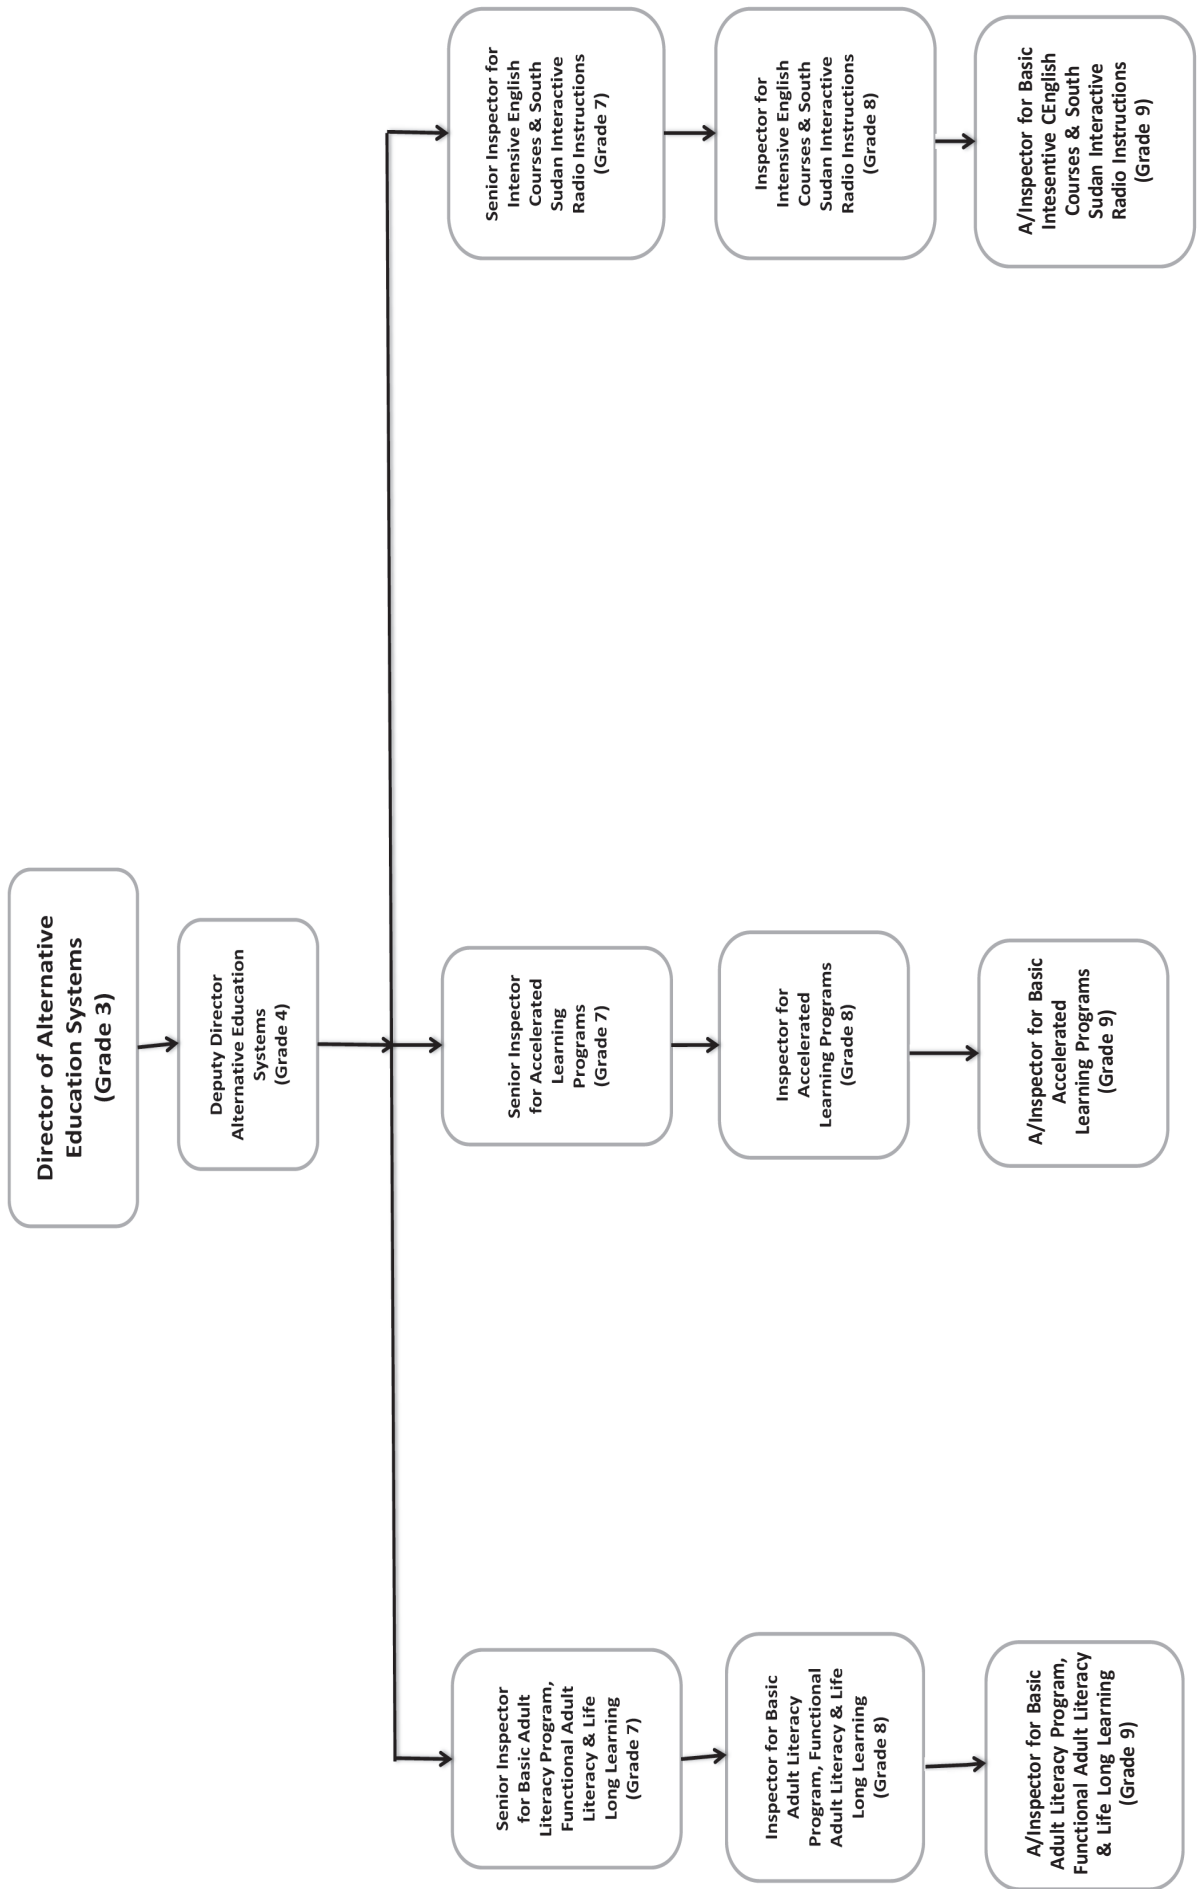 Director of Alternative
Education Systems
(Grade 3)
Deputy Director
Alternative Education
Systems
(Grade 4)
Senior Inspector
for Basic Adult
Literacy Program,
Functional Adult
Literacy & Life
Long Learning
(Grade 7)
Senior Inspector
for Accelerated
Learning
Programs
(Grade 7)
Senior Inspector for
Intensive English
Courses & South
Sudan Interactive
Radio Instructions
(Grade 7)
Inspector for Basic
Adult Literacy
Program, Functional
Adult Literacy & Life
Long Learning
(Grade 8)
Inspector for
Accelerated
Learning Programs
(Grade 8)
Inspector for
Intensive English
Courses & South
Sudan Interactive
Radio Instructions
(Grade 8)
A/Inspector for Basic
Adult Literacy Program,
Functional Adult Literacy
& Life Long Learning
(Grade 9)
A/Inspector for Basic
Accelerated
Learning Programs
(Grade 9)
A/Inspector for Basic
Intesentive CEnglish
Courses & South
Sudan Interactive
Radio Instructions
(Grade 9)